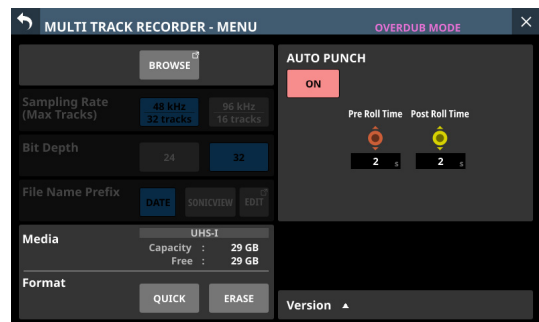 MULTI TRACK RECORDER - MENU
OVERDUB MODE
BROWSE
Sampling Rate
(Max Tracks)
48 kHz
32 tracks
96 kHz
16 tracks
Bit Depth
24
32
File Name Prefix
DATE
SONICVIEW
EDIT
Media
UHS-I
Capacity : 29 GB
Free : 29 GB
Format
QUICK
ERASE
AUTO PUNCH
ON
Pre Roll Time
Post Roll Time
2 s
2 s
Version ▲